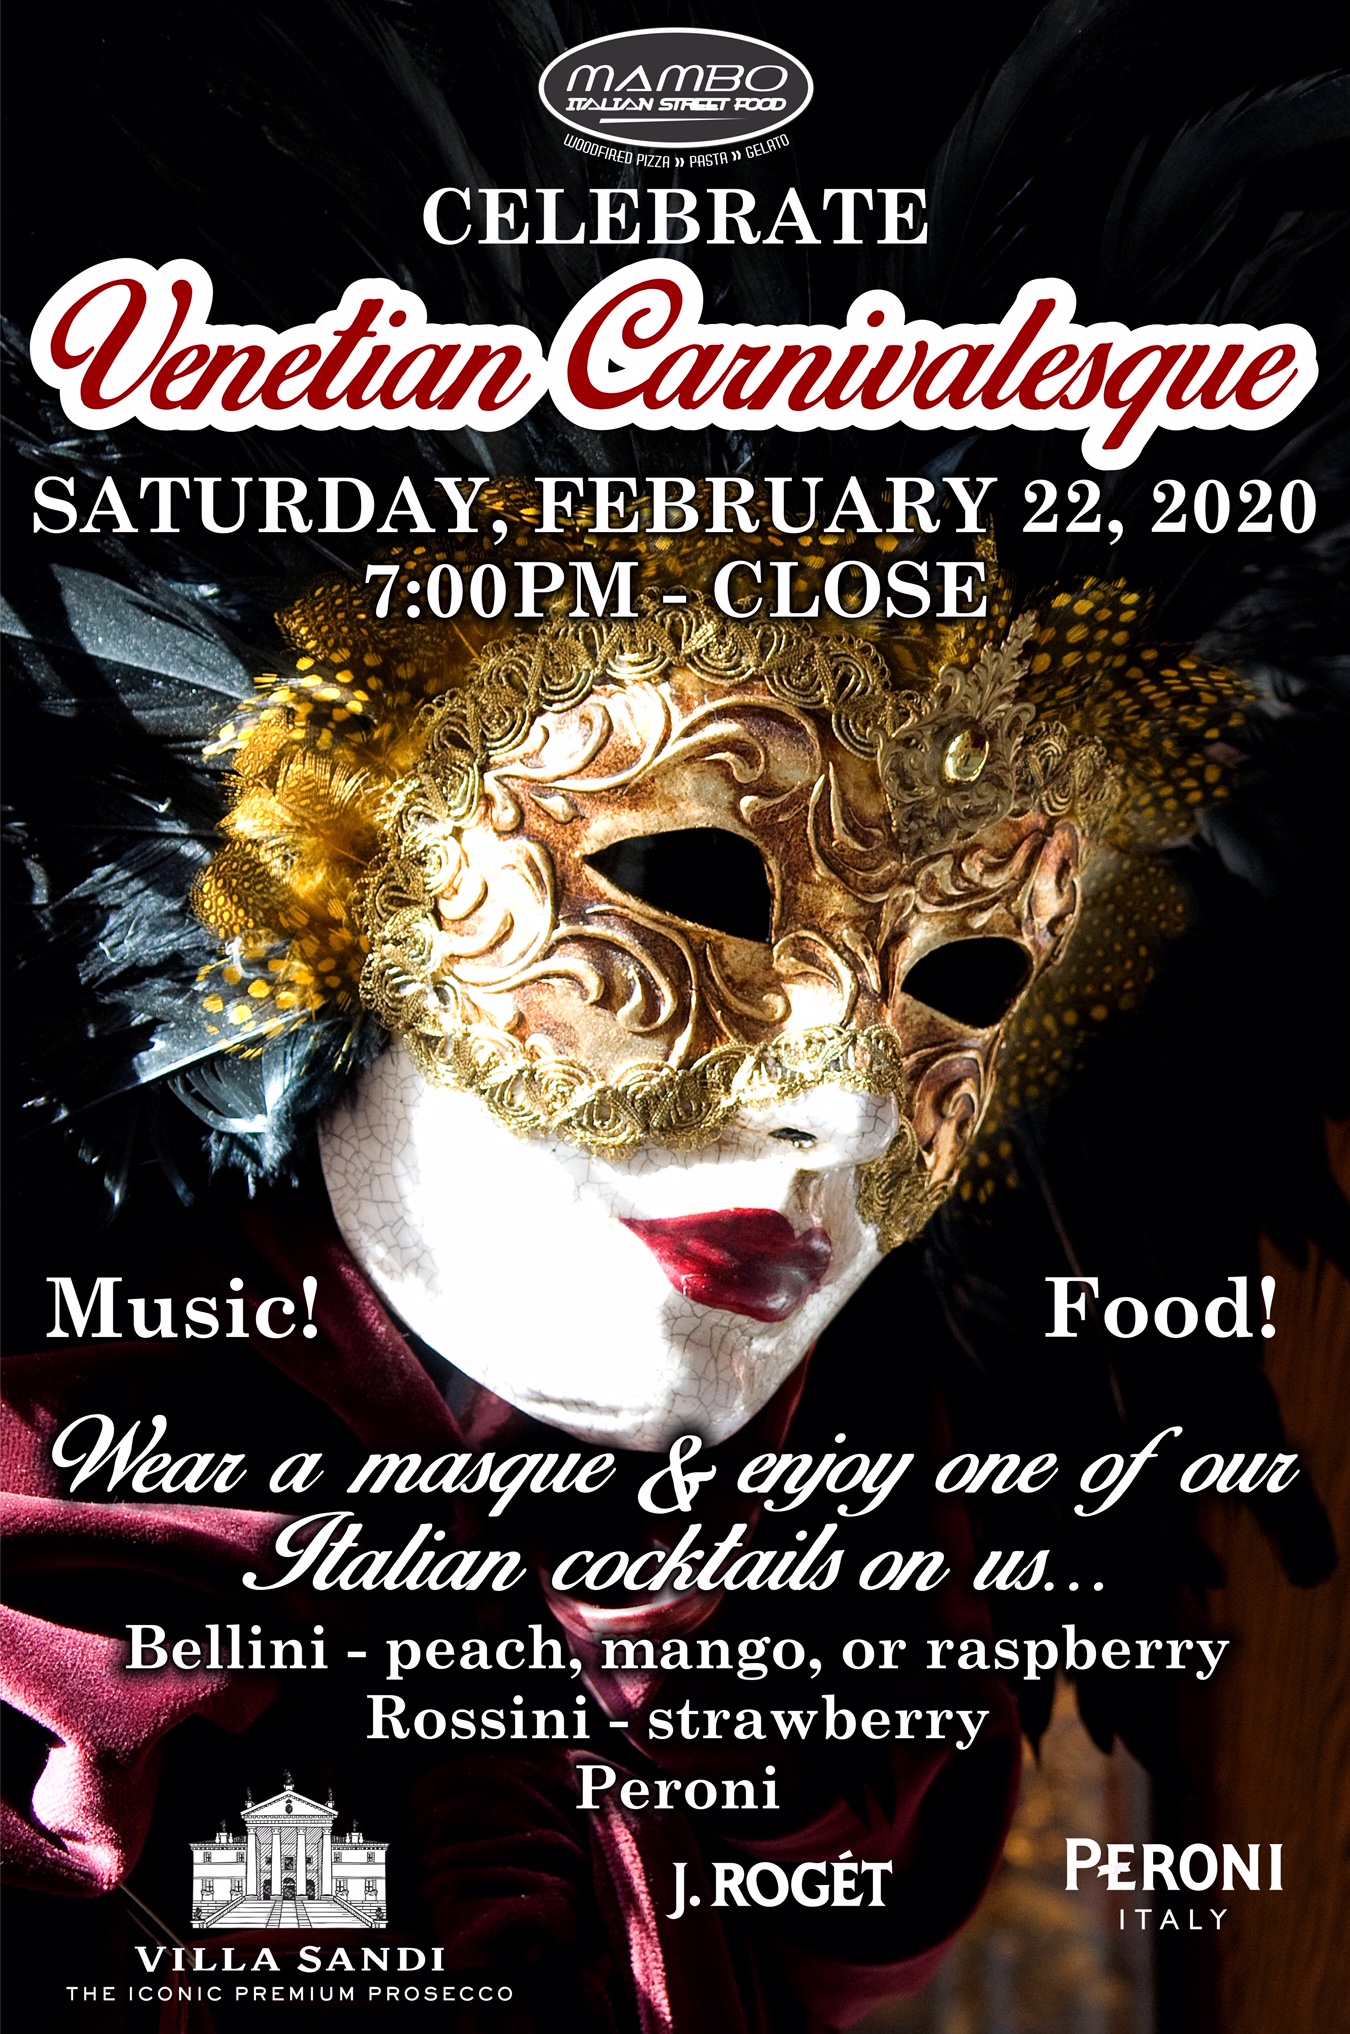 MAMBO
ITALIAN STREET FOOD
WOODFIRED PIZZA » PASTA » GELATO
CELEBRATE
Venetian Carnivalesque
SATURDAY, FEBRUARY 22, 2020
7:00PM - CLOSE
Music! Food!
Wear a masque & enjoy one of our
Italian cocktails on us...
Bellini - peach, mango, or raspberry
Rossini - strawberry
Peroni
VILLA SANDI
THE ICONIC PREMIUM PROSECCO
J. ROGÉT
PERONI
ITALY